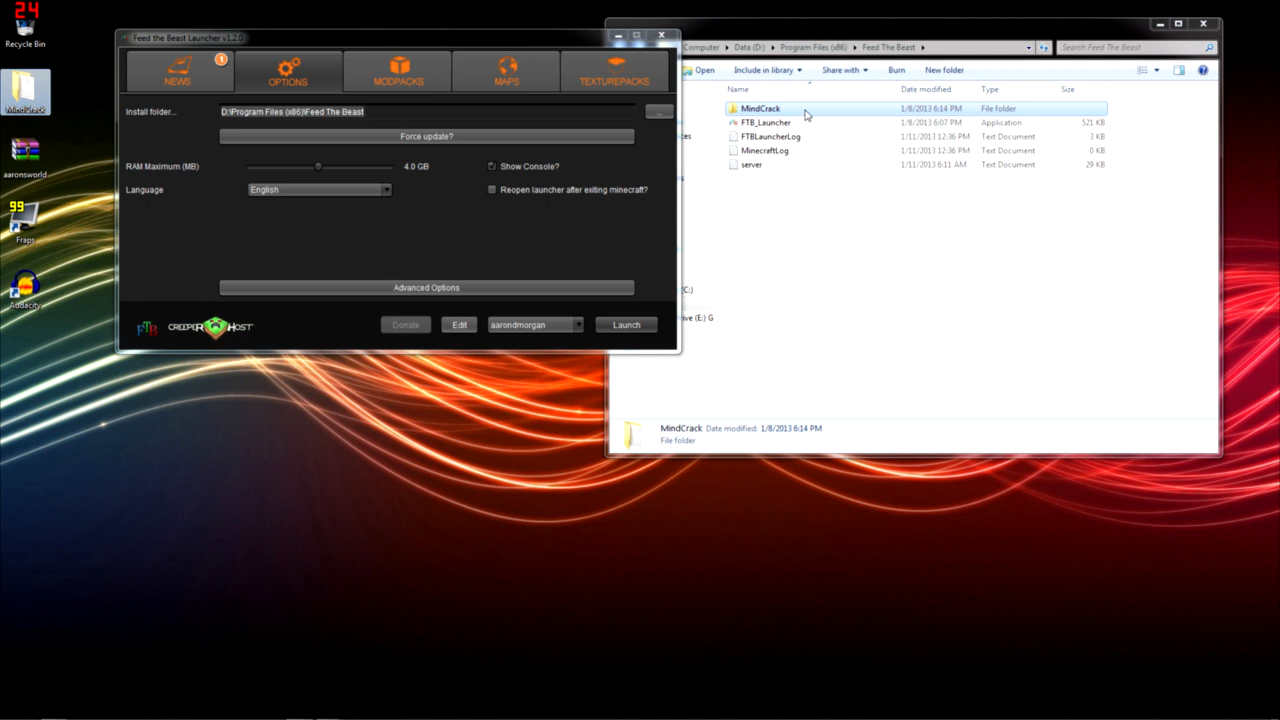 24
Recycle Bin
MindCrack
aaronsworld
99
Fraps
Audacity
Feed the Beast Launcher v1.2.0
NEWS
1
OPTIONS
MODPACKS
MAPS
TEXTUREPACKS
Install folder...
D:\Program Files (x86)\Feed The Beast
...
Force update?
RAM Maximum (MB)
4.0 GB
Show Console?
Language
English
Reopen launcher after exiting minecraft?
Advanced Options
FTB
CREEPER HOST
Donate
Edit
aarondmorgan
Launch
Computer
Data (D:)
Program Files (x86)
Feed The Beast
Search Feed The Beast
Open
Include in library
Share with
Burn
New folder
Name
Date modified
Type
Size
MindCrack 1/8/2013 6:14 PM File folder
FTB_Launcher 1/8/2013 6:07 PM Application 521 KB
FTBLauncherLog 1/11/2013 12:36 PM Text Document 3 KB
MinecraftLog 1/11/2013 12:36 PM Text Document 0 KB
server 1/11/2013 6:11 AM Text Document 29 KB
(C:)
rive (E:) G
MindCrack Date modified: 1/8/2013 6:14 PM
File folder